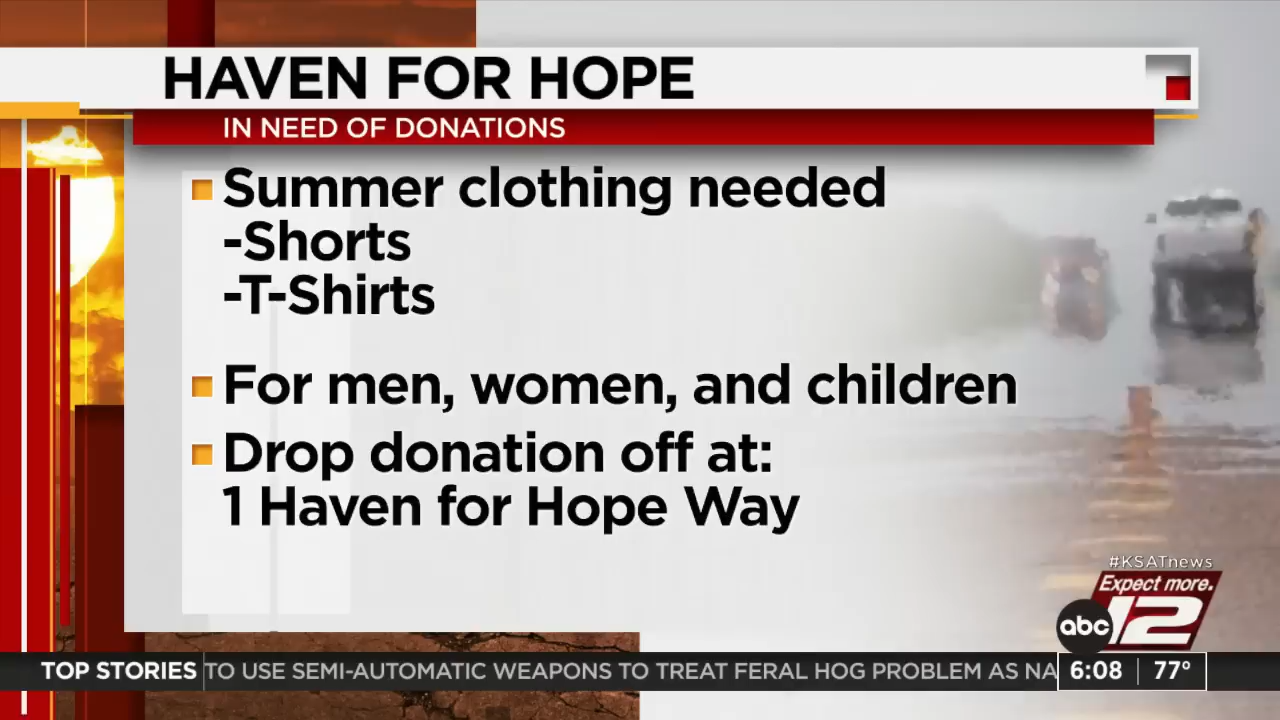 HAVEN FOR HOPE
IN NEED OF DONATIONS
Summer clothing needed
-Shorts
-T-Shirts
For men, women, and children
Drop donation off at:
1 Haven for Hope Way
#KSATnews
Expect more.
abc 12
TOP STORIES TO USE SEMI-AUTOMATIC WEAPONS TO TREAT FERAL HOG PROBLEM AS NA 6:08 77°